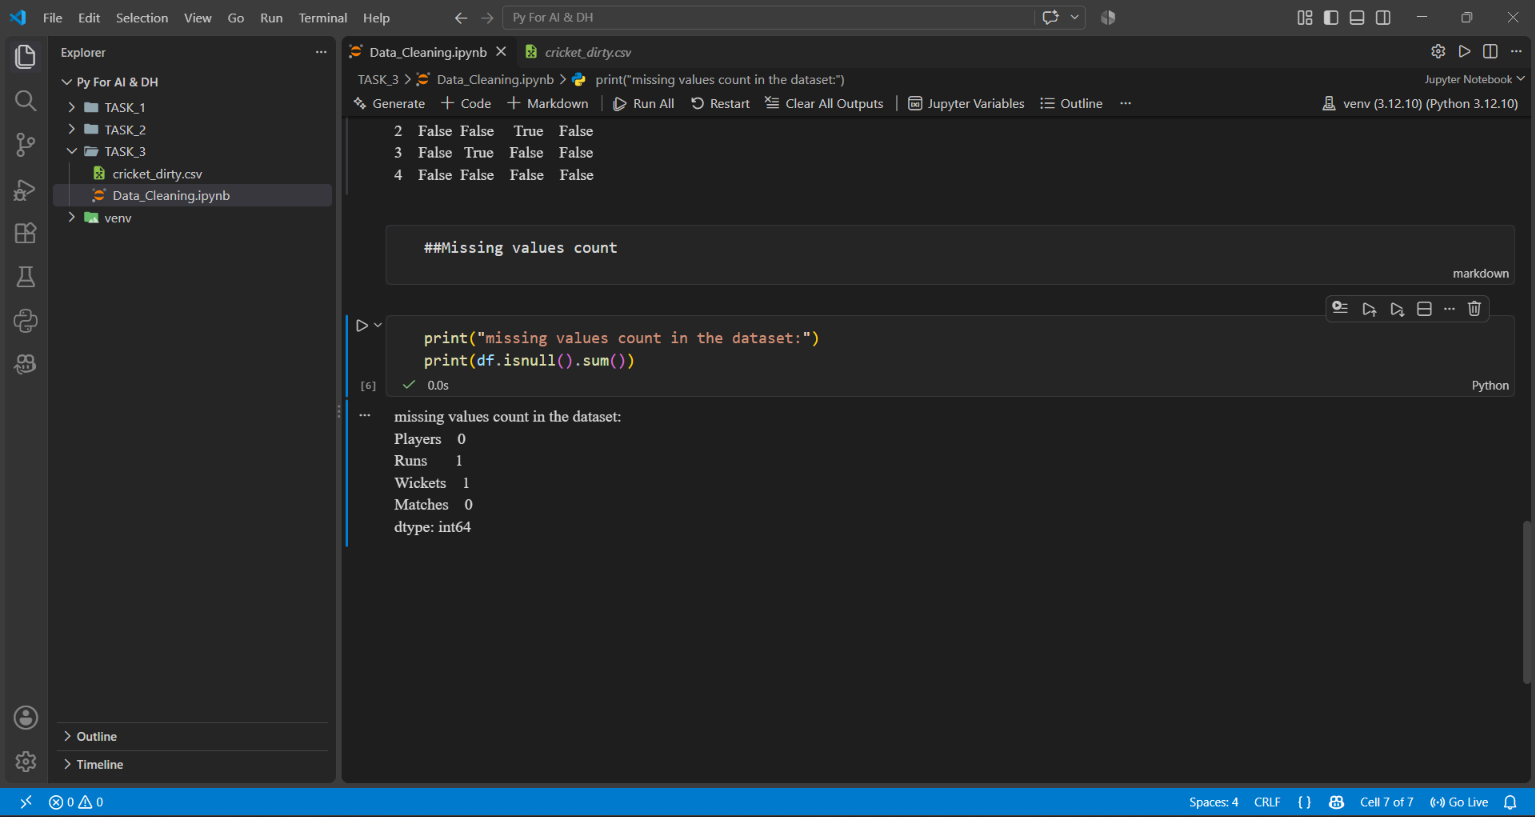 File Edit Selection View Go Run Terminal Help
Py For AI & DH
Explorer
Py For AI & DH
TASK_1
TASK_2
TASK_3
cricket_dirty.csv
Data_Cleaning.ipynb
venv
Outline
Timeline
Data_Cleaning.ipynb
cricket_dirty.csv
TASK_3 > Data_Cleaning.ipynb > print("missing values count in the dataset:")
Jupyter Notebook
Generate + Code + Markdown | Run All Restart Clear All Outputs | Jupyter Variables Outline ...
venv (3.12.10) (Python 3.12.10)
2 False False True False
3 False True False False
4 False False False False
##Missing values count
markdown
print("missing values count in the dataset:")
print(df.isnull().sum())
[6] 0.0s
Python
missing values count in the dataset:
Players 0
Runs 1
Wickets 1
Matches 0
dtype: int64
0 0
Spaces: 4 CRLF { } Cell 7 of 7 Go Live